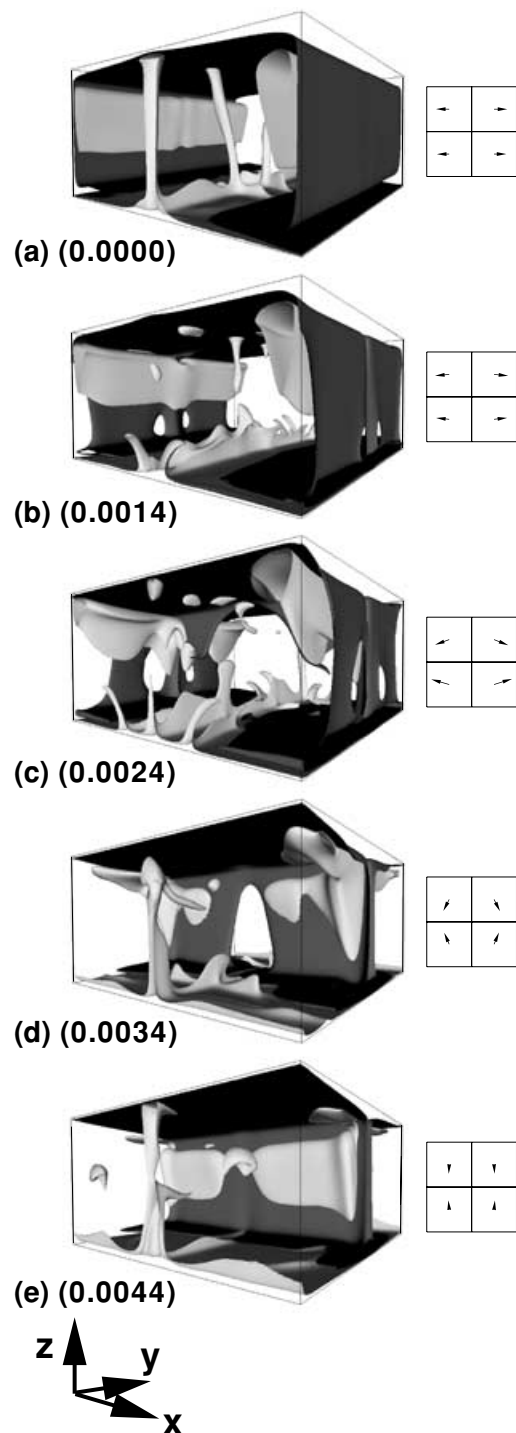 (a) (0.0000)
(b) (0.0014)
(c) (0.0024)
(d) (0.0034)
(e) (0.0044)
z
y
x